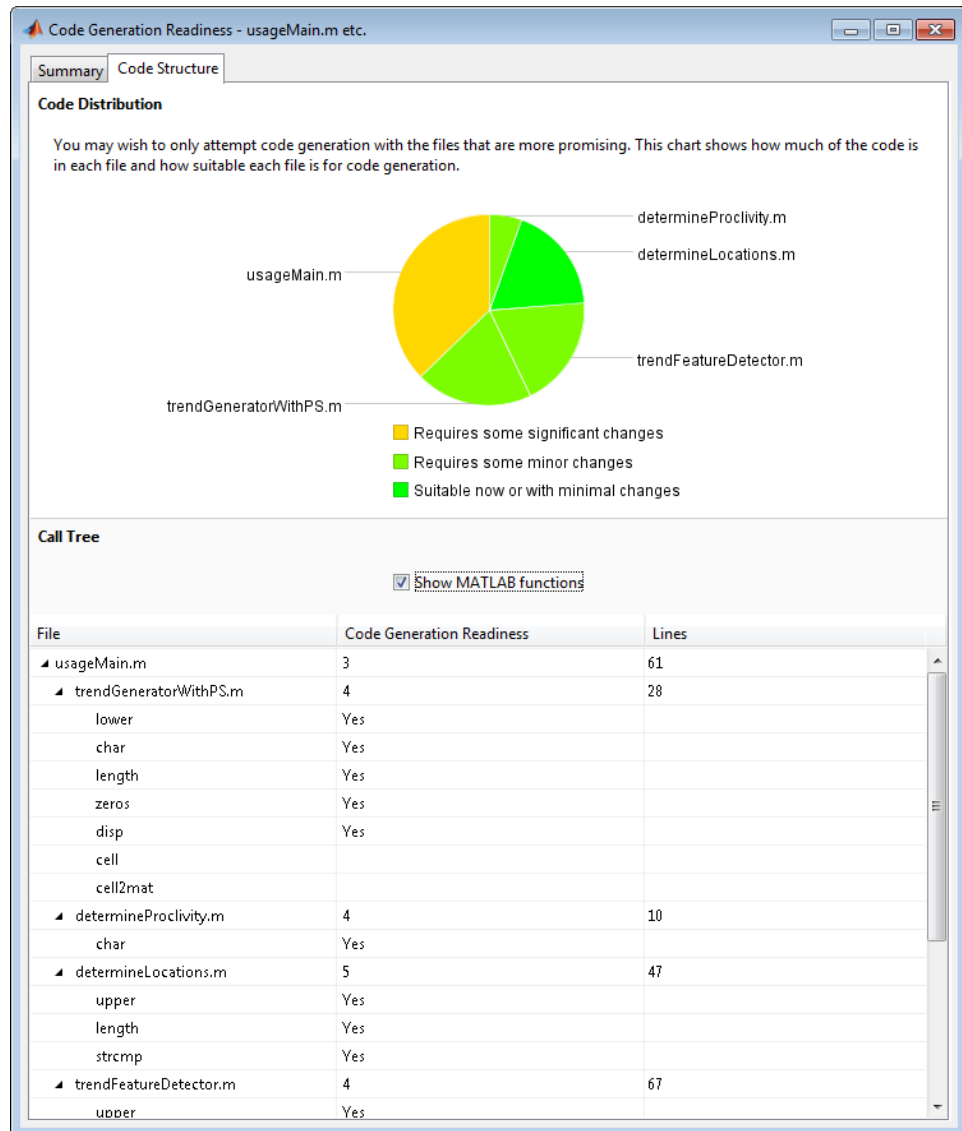 Code Generation Readiness - usageMain.m etc.
Summary Code Structure
Code Distribution
You may wish to only attempt code generation with the files that are more promising. This chart shows how much of the code is
in each file and how suitable each file is for code generation.
determineProclivity.m
determineLocations.m
usageMain.m
trendFeatureDetector.m
trendGeneratorWithPS.m
Requires some significant changes
Requires some minor changes
Suitable now or with minimal changes
Call Tree
Show MATLAB functions
File Code Generation Readiness Lines
usageMain.m 3 61
trendGeneratorWithPS.m 4 28
lower Yes
char Yes
length Yes
zeros Yes
disp Yes
cell
cell2mat
determineProclivity.m 4 10
char Yes
determineLocations.m 5 47
upper Yes
length Yes
strcmp Yes
trendFeatureDetector.m 4 67
upper Yes